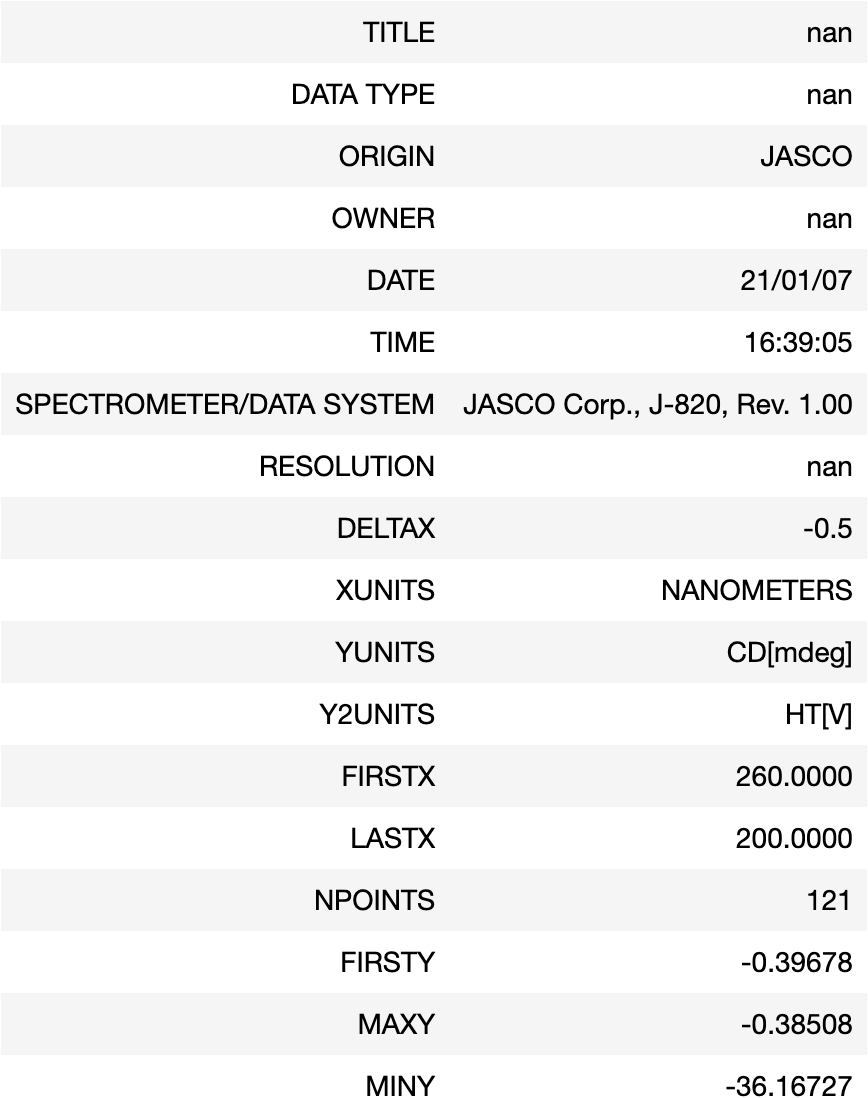 TITLE nan
DATA TYPE nan
ORIGIN JASCO
OWNER nan
DATE 21/01/07
TIME 16:39:05
SPECTROMETER/DATA SYSTEM JASCO Corp., J-820, Rev. 1.00
RESOLUTION nan
DELTAX -0.5
XUNITS NANOMETERS
YUNITS CD[mdeg]
Y2UNITS HT[V]
FIRSTX 260.0000
LASTX 200.0000
NPOINTS 121
FIRSTY -0.39678
MAXY -0.38508
MINY -36.16727